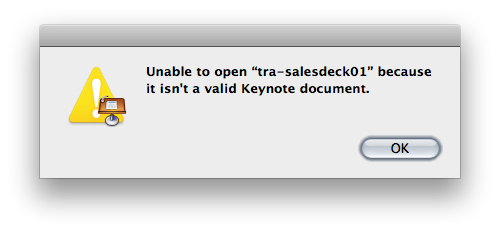 Unable to open “tra-salesdeck01” because
it isn't a valid Keynote document.
OK